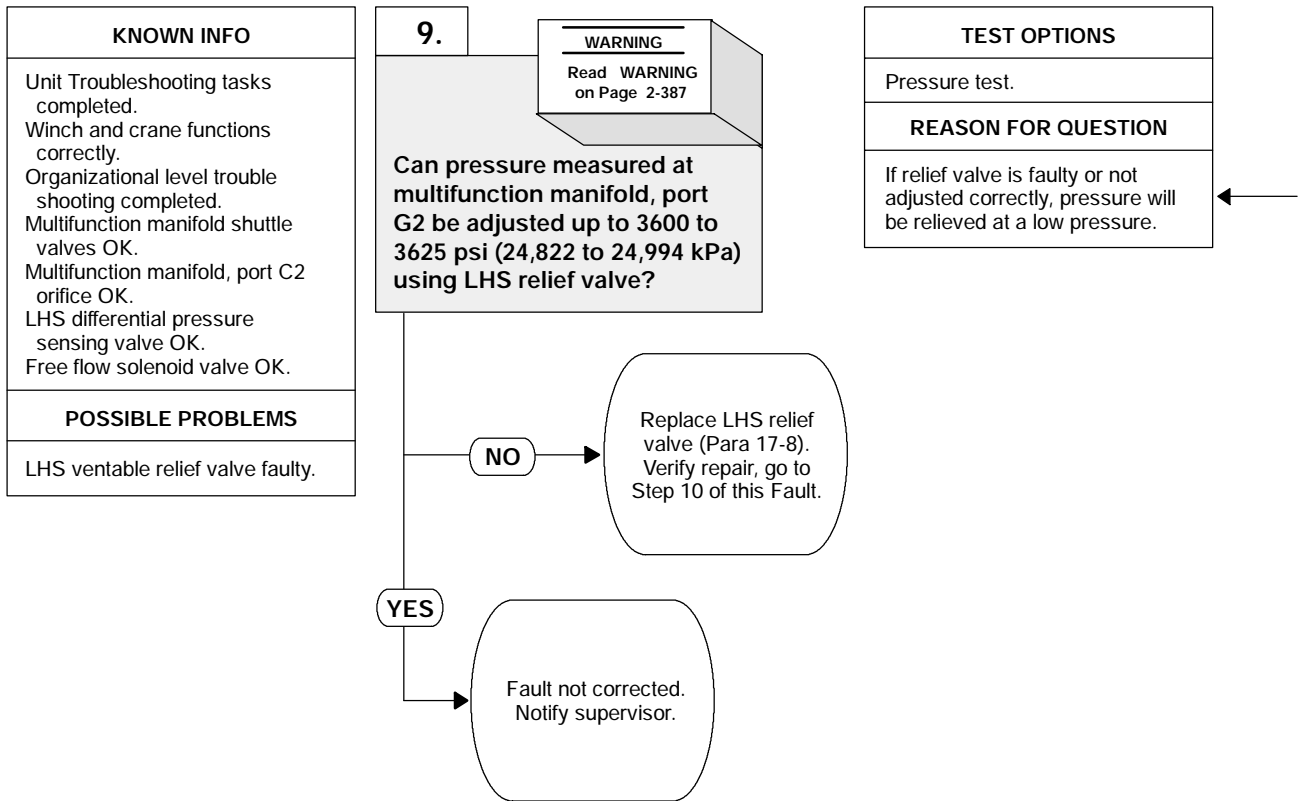 KNOWN INFO
Unit Troubleshooting tasks
completed.
Winch and crane functions
correctly.
Organizational level trouble
shooting completed.
Multifunction manifold shuttle
valves OK.
Multifunction manifold, port C2
orifice OK.
LHS differential pressure
sensing valve OK.
Free flow solenoid valve OK.
POSSIBLE PROBLEMS
LHS ventable relief valve faulty.
9.
WARNING
Read WARNING
on Page 2-387
Can pressure measured at
multifunction manifold, port
G2 be adjusted up to 3600 to
3625 psi (24,822 to 24,994 kPa)
using LHS relief valve?
TEST OPTIONS
Pressure test.
REASON FOR QUESTION
If relief valve is faulty or not
adjusted correctly, pressure will
be relieved at a low pressure.
NO
Replace LHS relief
valve (Para 17-8).
Verify repair, go to
Step 10 of this Fault.
YES
Fault not corrected.
Notify supervisor.